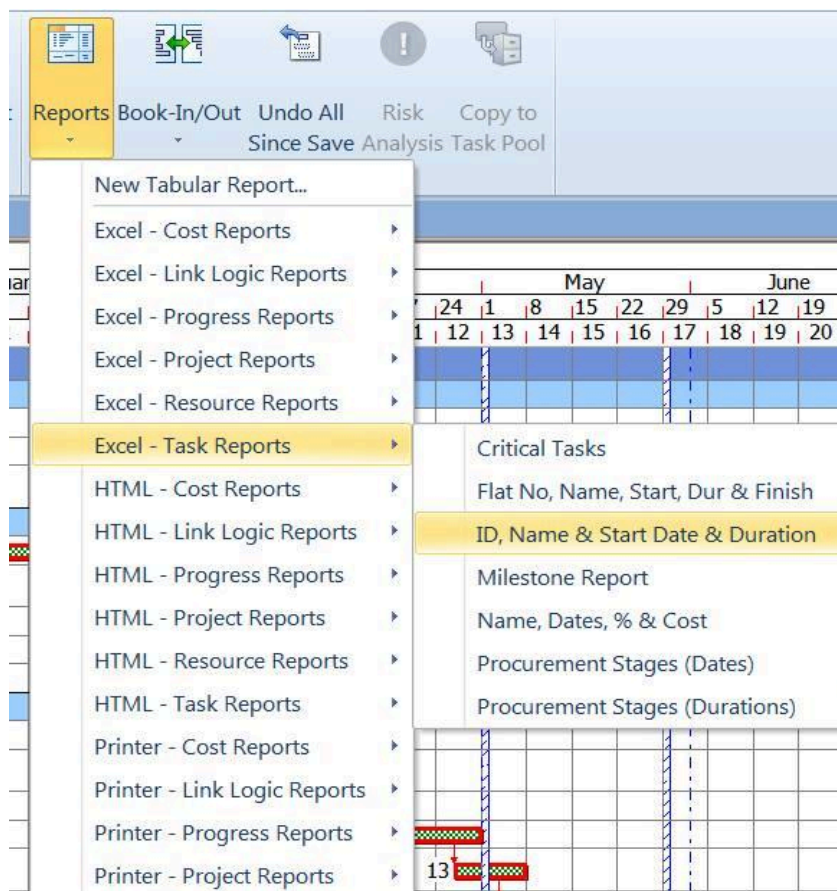 Reports Book-In/Out Undo All Risk Copy to
Since Save Analysis Task Pool
New Tabular Report...
Excel - Cost Reports
Excel - Link Logic Reports
Excel - Progress Reports
Excel - Project Reports
Excel - Resource Reports
Excel - Task Reports
HTML - Cost Reports
HTML - Link Logic Reports
HTML - Progress Reports
HTML - Project Reports
HTML - Resource Reports
HTML - Task Reports
Printer - Cost Reports
Printer - Link Logic Reports
Printer - Progress Reports
Printer - Project Reports
May June
24 1 8 15 22 29 5 12 19
12 13 14 15 16 17 18 19 20
Critical Tasks
Flat No, Name, Start, Dur & Finish
ID, Name & Start Date & Duration
Milestone Report
Name, Dates, % & Cost
Procurement Stages (Dates)
Procurement Stages (Durations)
13